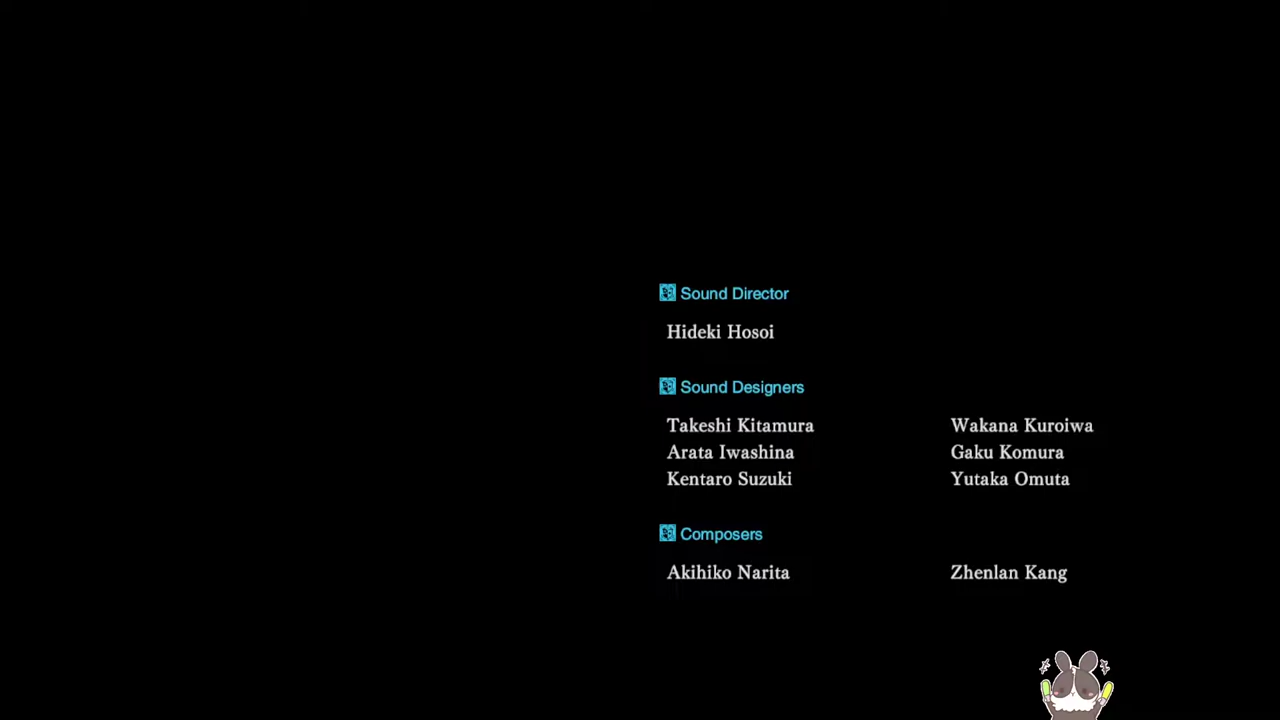 Sound Director
Hideki Hosoi
Sound Designers
Takeshi Kitamura Wakana Kuroiwa
Arata Iwashina Gaku Komura
Kentaro Suzuki Yutaka Omuta
Composers
Akihiko Narita Zhenlan Kang